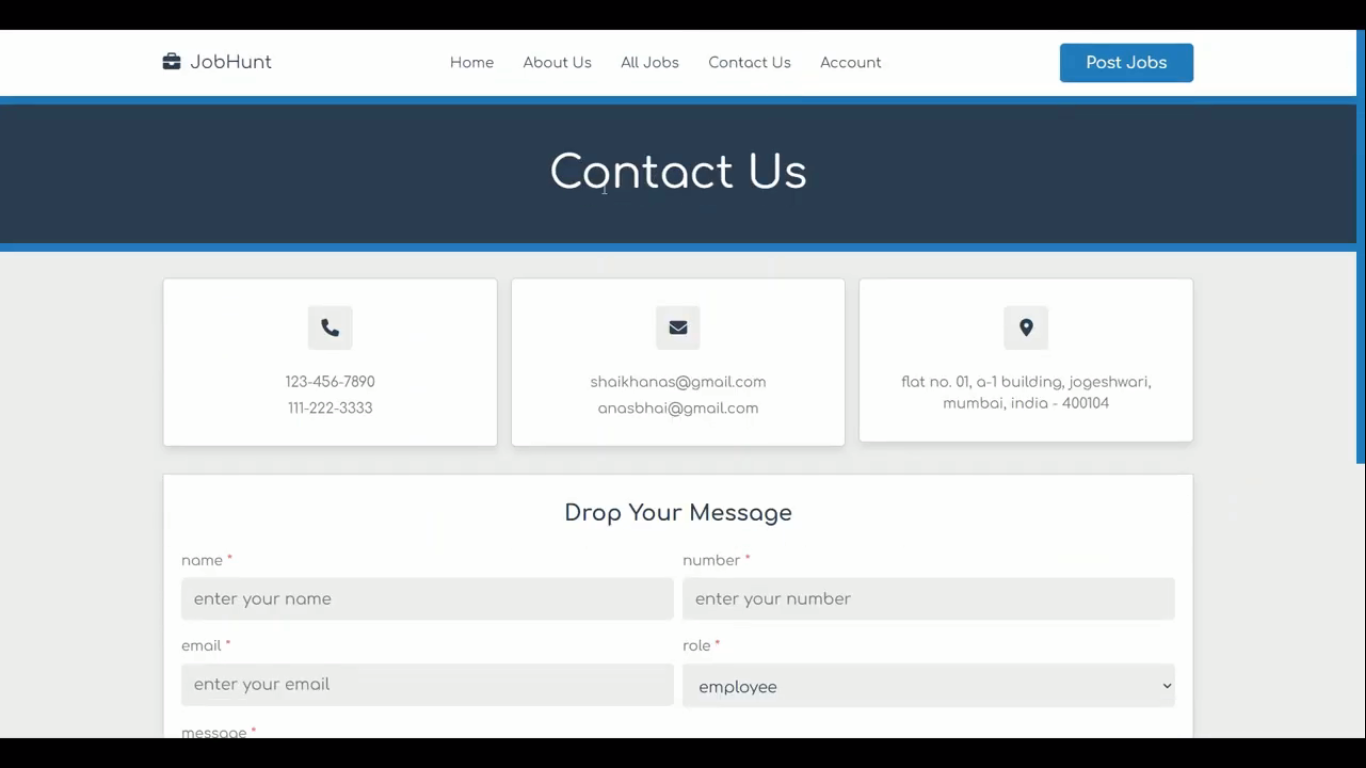 JobHunt
Home About Us All Jobs Contact Us Account
Post Jobs
Contact Us
123-456-7890
111-222-3333
shaikhanas@gmail.com
anasbhai@gmail.com
flat no. 01, a-1 building, jogeshwari,
mumbai, india - 400104
Drop Your Message
name *
number *
enter your name
enter your number
email *
role *
enter your email
employee
message *